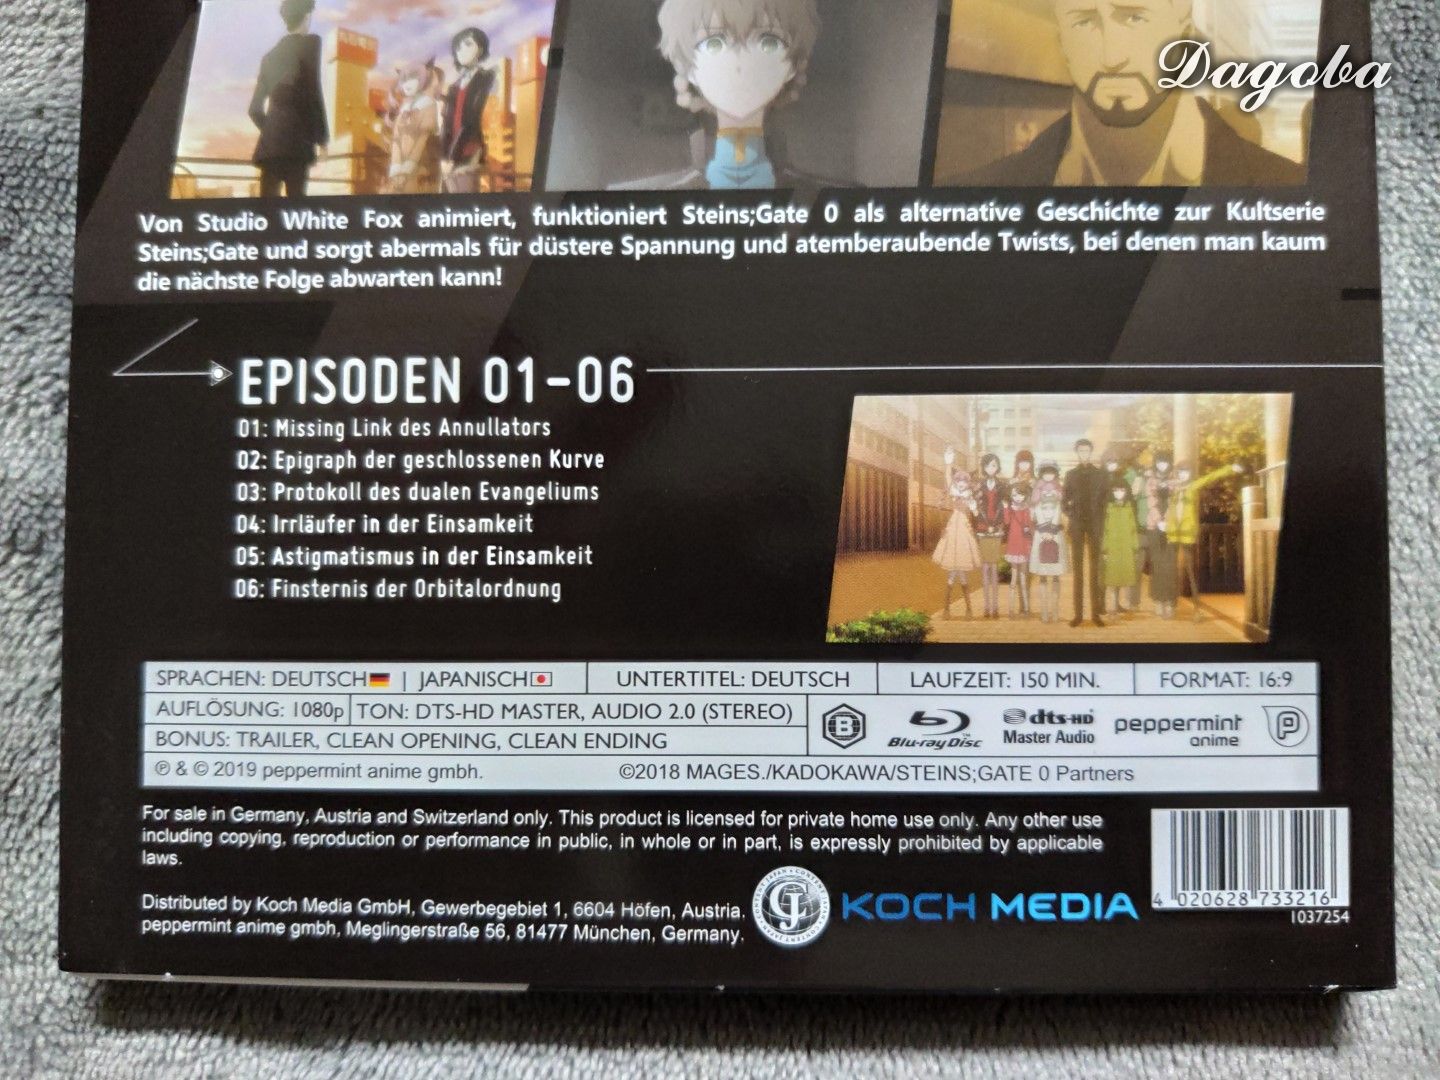 Dagoba
Von Studio White Fox animiert, funktioniert Steins;Gate 0 als alternative Geschichte zur Kultserie
Steins;Gate und sorgt abermals für düstere Spannung und atemberaubende Twists, bei denen man kaum
die nächste Folge abwarten kann!
EPISODEN 01-06
01: Missing Link des Annullators
02: Epigraph der geschlossenen Kurve
03: Protokoll des dualen Evangeliums
04: Irrläufer in der Einsamkeit
05: Astigmatismus in der Einsamkeit
06: Finsternis der Orbitalordnung
SPRACHEN: DEUTSCH | JAPANISCH UNTERTITEL: DEUTSCH LAUFZEIT: 150 MIN. FORMAT: 16:9
AUFLÖSUNG: 1080p TON: DTS-HD MASTER, AUDIO 2.0 (STEREO)
BONUS: TRAILER, CLEAN OPENING, CLEAN ENDING
B Blu-ray Disc dts-HD Master Audio peppermint anime P
℗ & © 2019 peppermint anime gmbh. ©2018 MAGES./KADOKAWA/STEINS;GATE 0 Partners
For sale in Germany, Austria and Switzerland only. This product is licensed for private home use only. Any other use
including copying, reproduction or performance in public, in whole or in part, is expressly prohibited by applicable
laws.
Distributed by Koch Media GmbH, Gewerbegebiet 1, 6604 Höfen, Austria.
peppermint anime gmbh, Meglingerstraße 56, 81477 München, Germany.
KOCH MEDIA
4 020628 733216
1037254